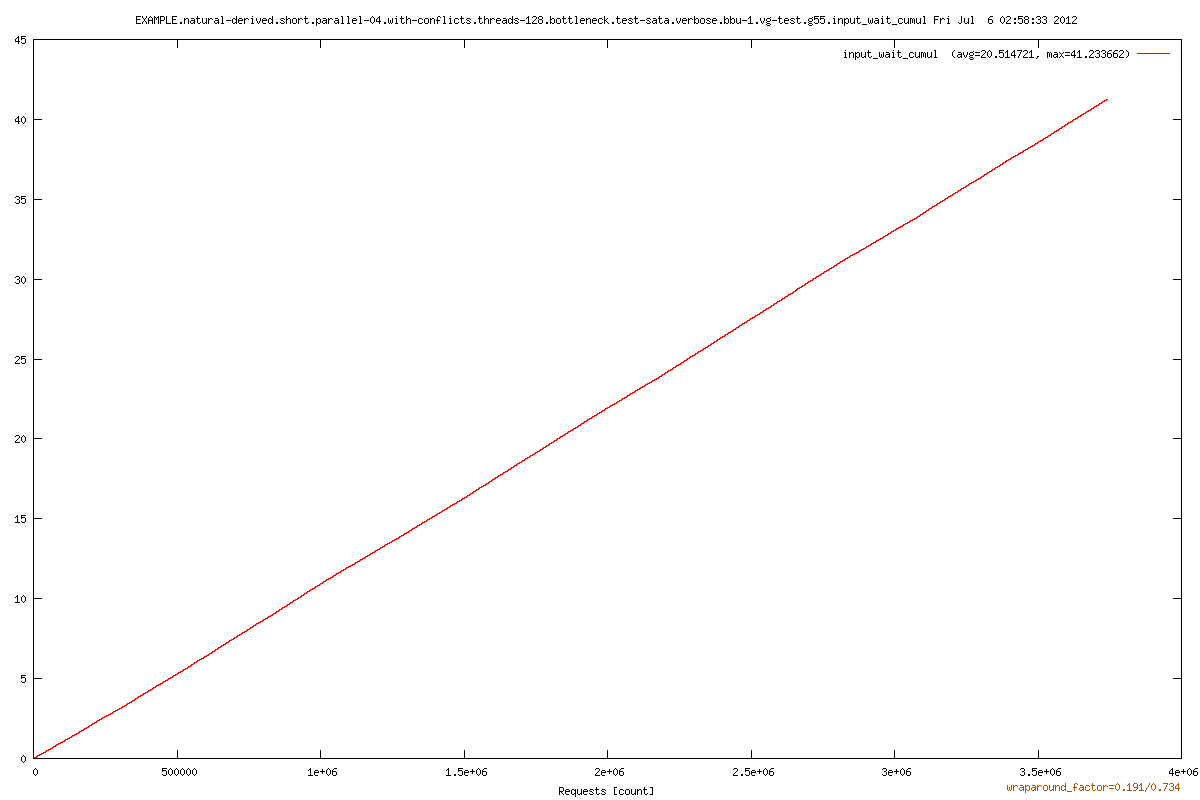 EXAMPLE.natural-derived.short.parallel-04.with-conflicts.threads-128.bottleneck.test-sata.verbose.bbu-1.vg-test.g55.input_wait_cumul Fri Jul  6 02:58:33 2012
input_wait_cumul  (avg=20.514721, max=41.233662)
45
40
35
30
25
20
15
10
5
0
0 500000 1e+06 1.5e+06 2e+06 2.5e+06 3e+06 3.5e+06 4e+06
Requests [count]
wraparound_factor=0.191/0.734